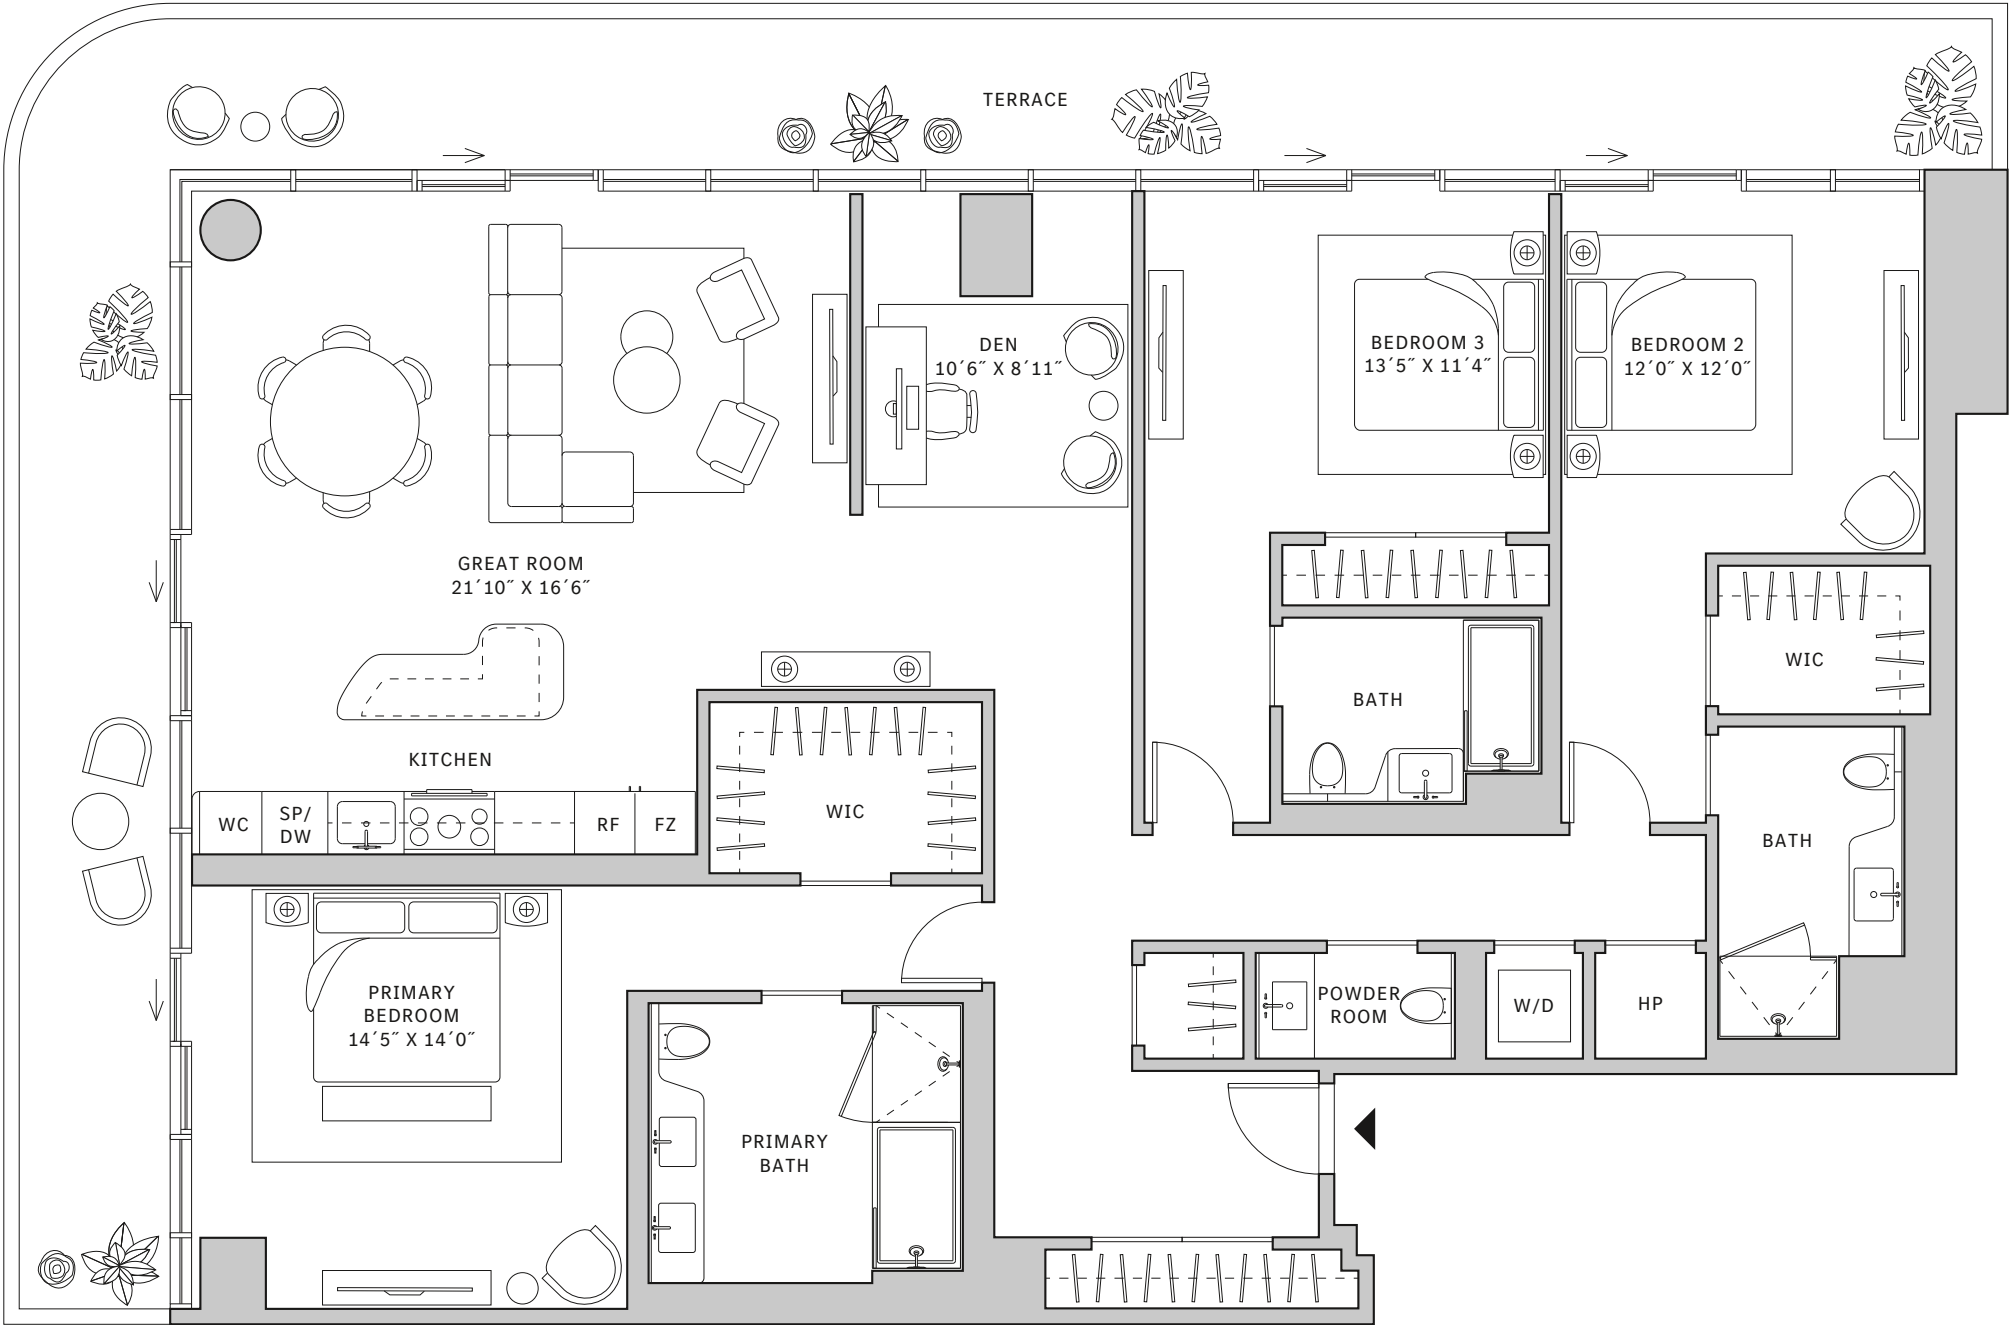 TERRACE
DEN
10´6˝ X 8´11˝
BEDROOM 3
13´5˝ X 11´4˝
BEDROOM 2
12´0˝ X 12´0˝
GREAT ROOM
21´10˝ X 16´6˝
KITCHEN
WC
SP/
DW
RF
FZ
WIC
BATH
WIC
BATH
PRIMARY
BEDROOM
14´5˝ X 14´0˝
PRIMARY
BATH
POWDER
ROOM
W/D
HP